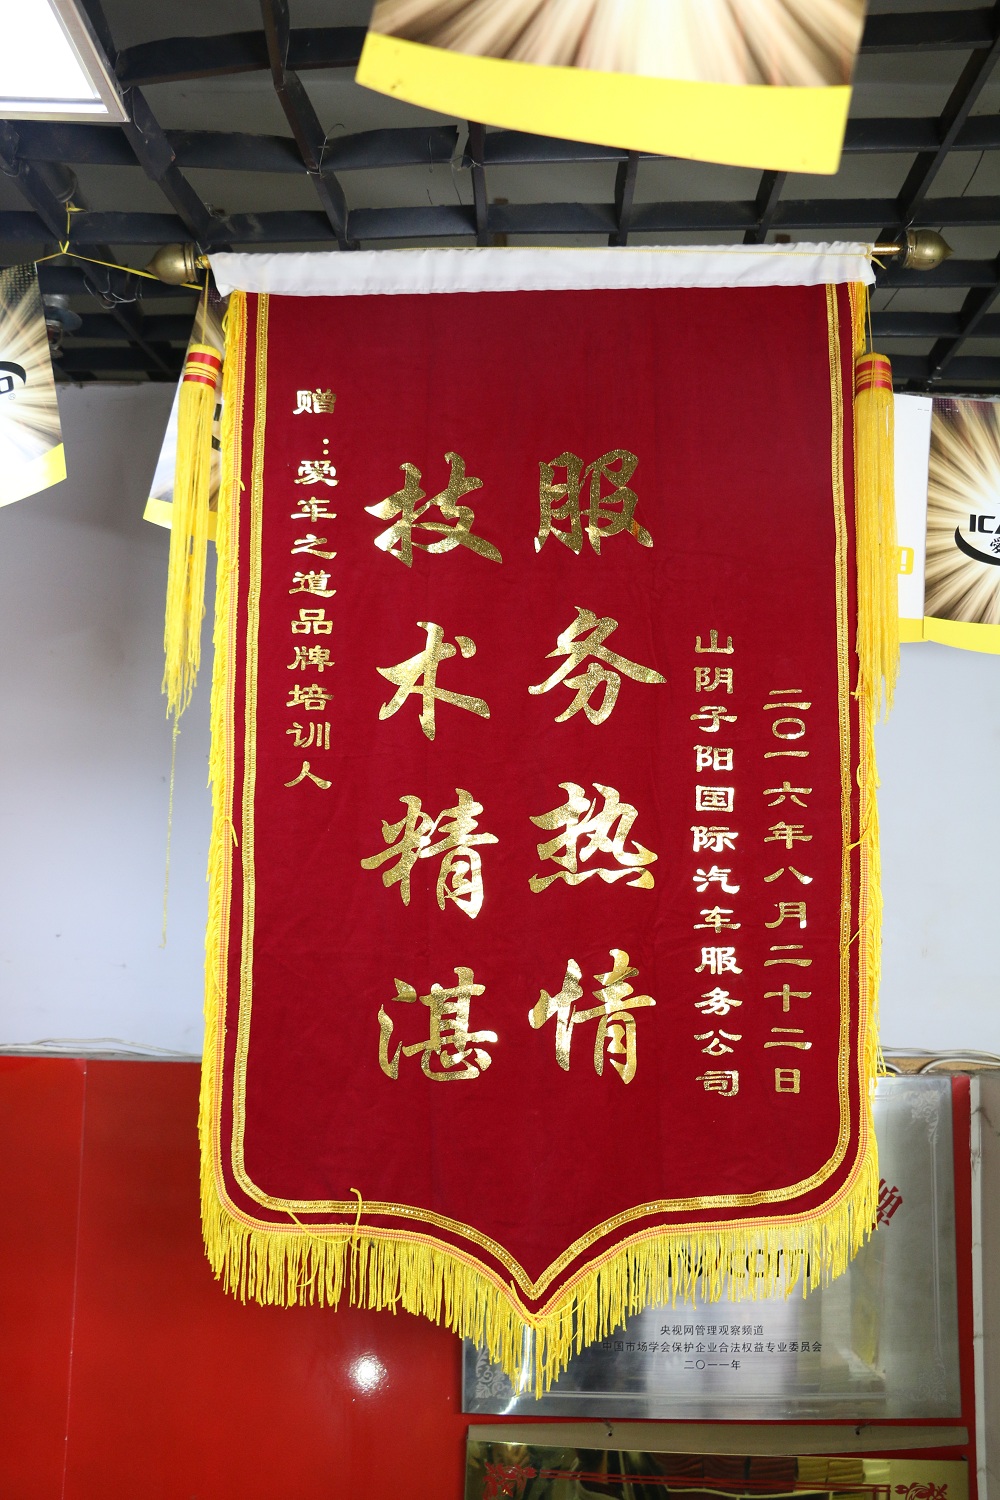 赠：爱车之道品牌培训人
技术精湛
服务热情
山阴子阳国际汽车服务公司
二〇一六年八月二十二日
央视网管理观察频道
中国市场学会保护企业合法权益专业委员会
二〇一一年